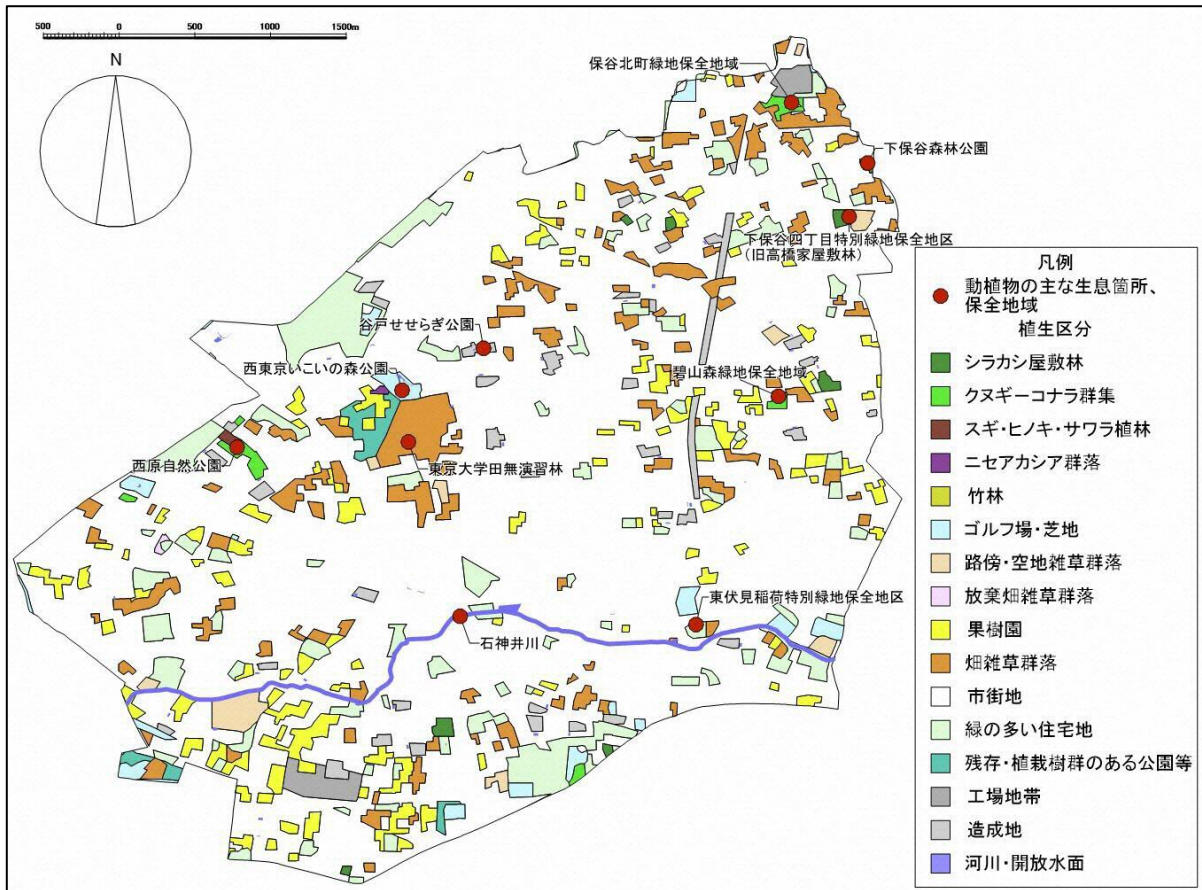 500 0 500 1000 1500m
N
保谷北町緑地保全地域
下保谷森林公園
下保谷四丁目特別緑地保全地区
(旧高橋家屋敷林)
谷戸せせらぎ公園
西東京いこいの森公園
碧山森緑地保全地域
西原自然公園
東京大学田無演習林
東伏見稲荷特別緑地保全地区
石神井川
凡例
動植物の主な生息箇所、
保全地域
植生区分
シラカシ屋敷林
クヌギーコナラ群集
スギ・ヒノキ・サワラ植林
ニセアカシア群落
竹林
ゴルフ場・芝地
路傍・空地雑草群落
放棄畑雑草群落
果樹園
畑雑草群落
市街地
緑の多い住宅地
残存・植栽樹群のある公園等
工場地帯
造成地
河川・開放水面